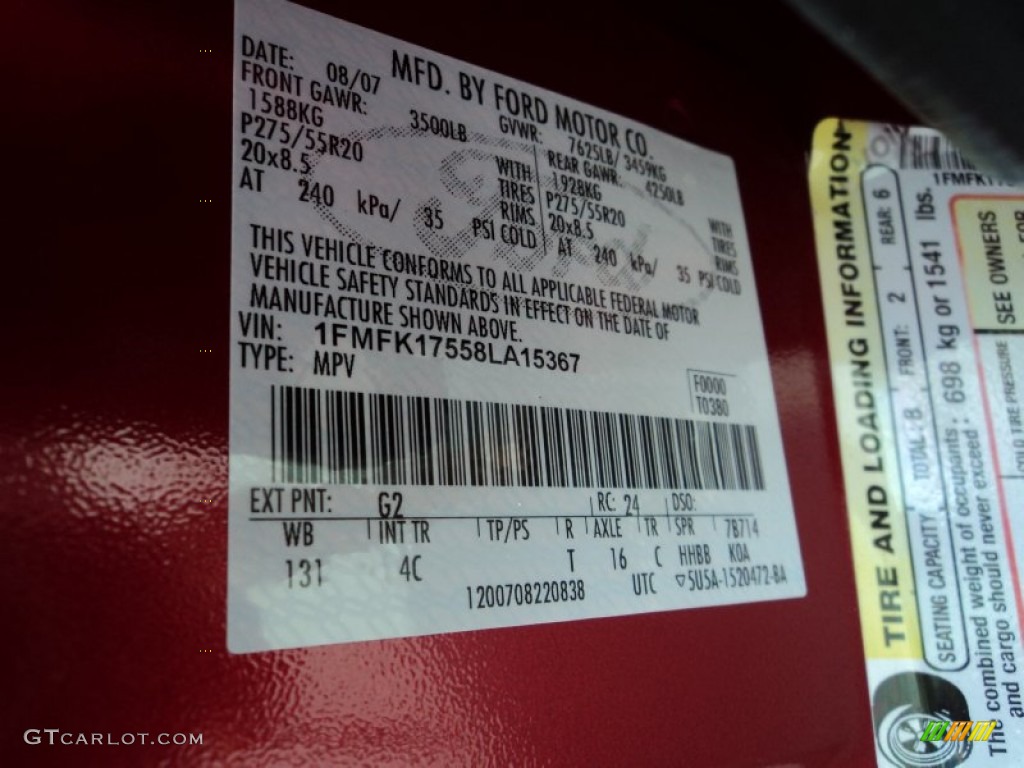 MFD. BY FORD MOTOR CO.
DATE: 08/07 GVWR: 7625LB/ 3459KG
FRONT GAWR: 3500LB REAR GAWR: 4250LB
1588KG WITH 1928KG WITH
P275/55R20 TIRES P275/55R20 TIRES
20x8.5 RIMS 20x8.5 RIMS
AT 240 kPa/ 35 PSI COLD AT 240 kPa/ 35 PSI COLD
THIS VEHICLE CONFORMS TO ALL APPLICABLE FEDERAL MOTOR
VEHICLE SAFETY STANDARDS IN EFFECT ON THE DATE OF
MANUFACTURE SHOWN ABOVE.
VIN: 1FMFK17558LA15367
TYPE: MPV
F0000
T0380
EXT PNT: G2 RC: 24 DSO:
WB INT TR TP/PS R AXLE TR SPR 7B714
131 4C T 16 C HHBB KOA
1200708220838 UTC ▽5U5A-1520472-BA
TIRE AND LOADING INFORMATION
SEATING CAPACITY TOTAL: 8 FRONT: 2 REAR: 6
The combined weight of occupants
and cargo should never exceed: 698 kg or 1541 lbs.
COLD TIRE PRESSURE
SEE OWNERS
GTCARLOT.COM